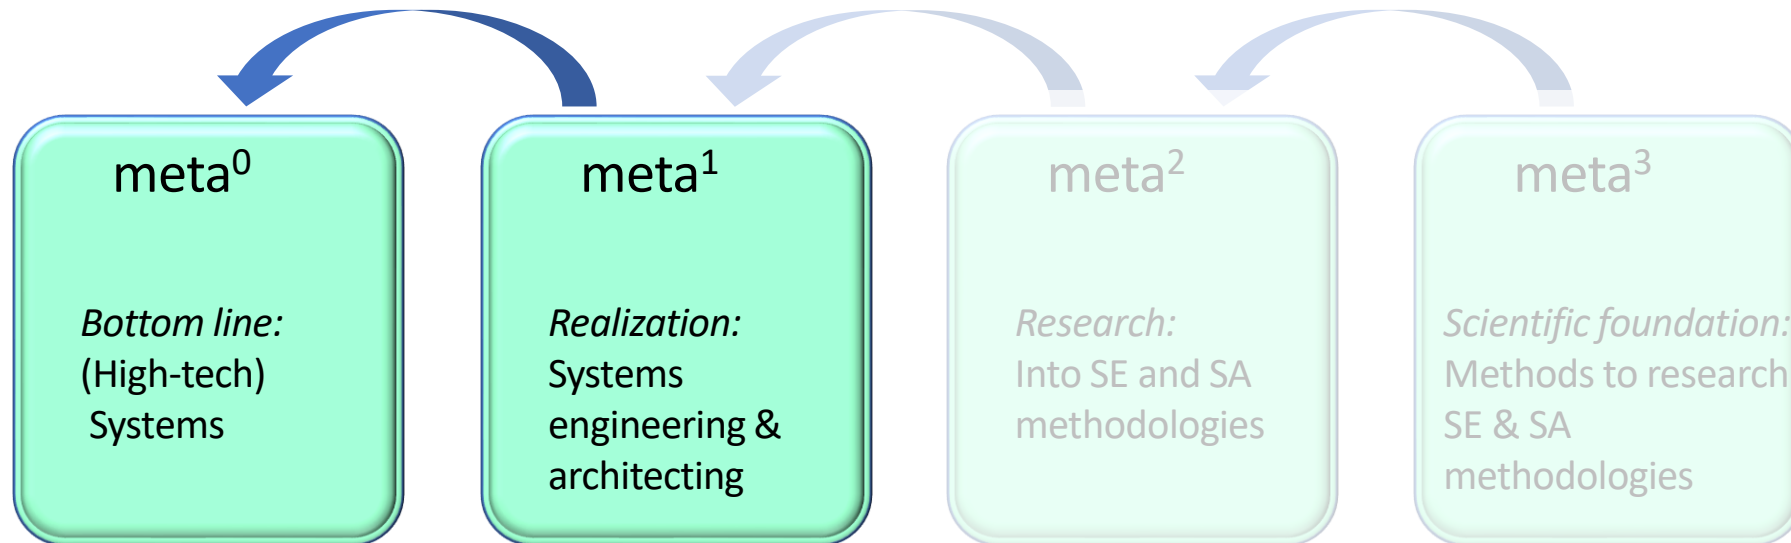 meta⁰
Bottom line:
(High-tech)
Systems
meta¹
Realization:
Systems
engineering &
architecting
meta²
Research:
Into SE and SA
methodologies
meta³
Scientific foundation:
Methods to research
SE & SA
methodologies